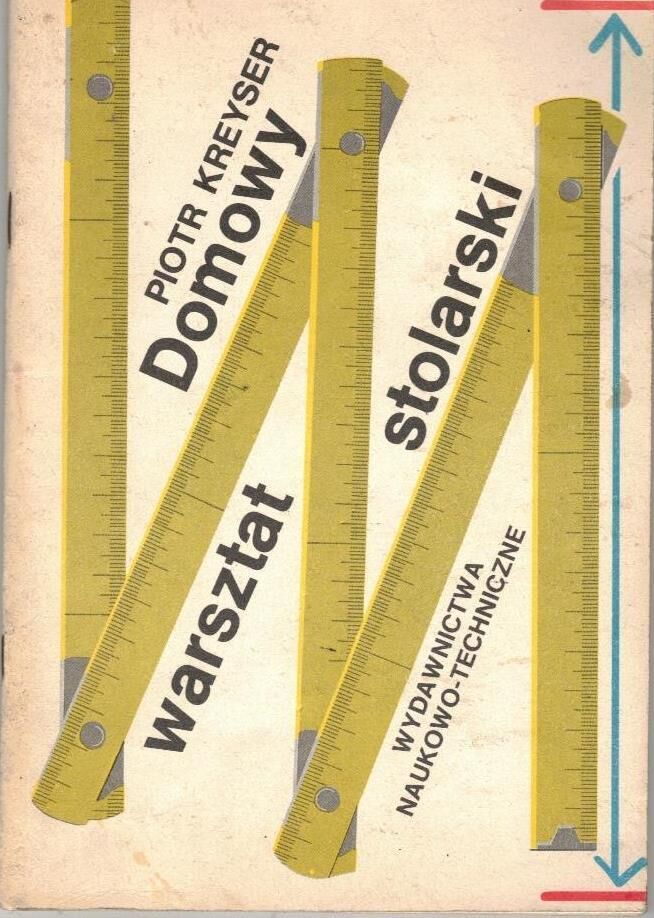 PIOTR KREYSER
Domowy
warsztat
stolarski
WYDAWNICTWA
NAUKOWO-TECHNICZNE